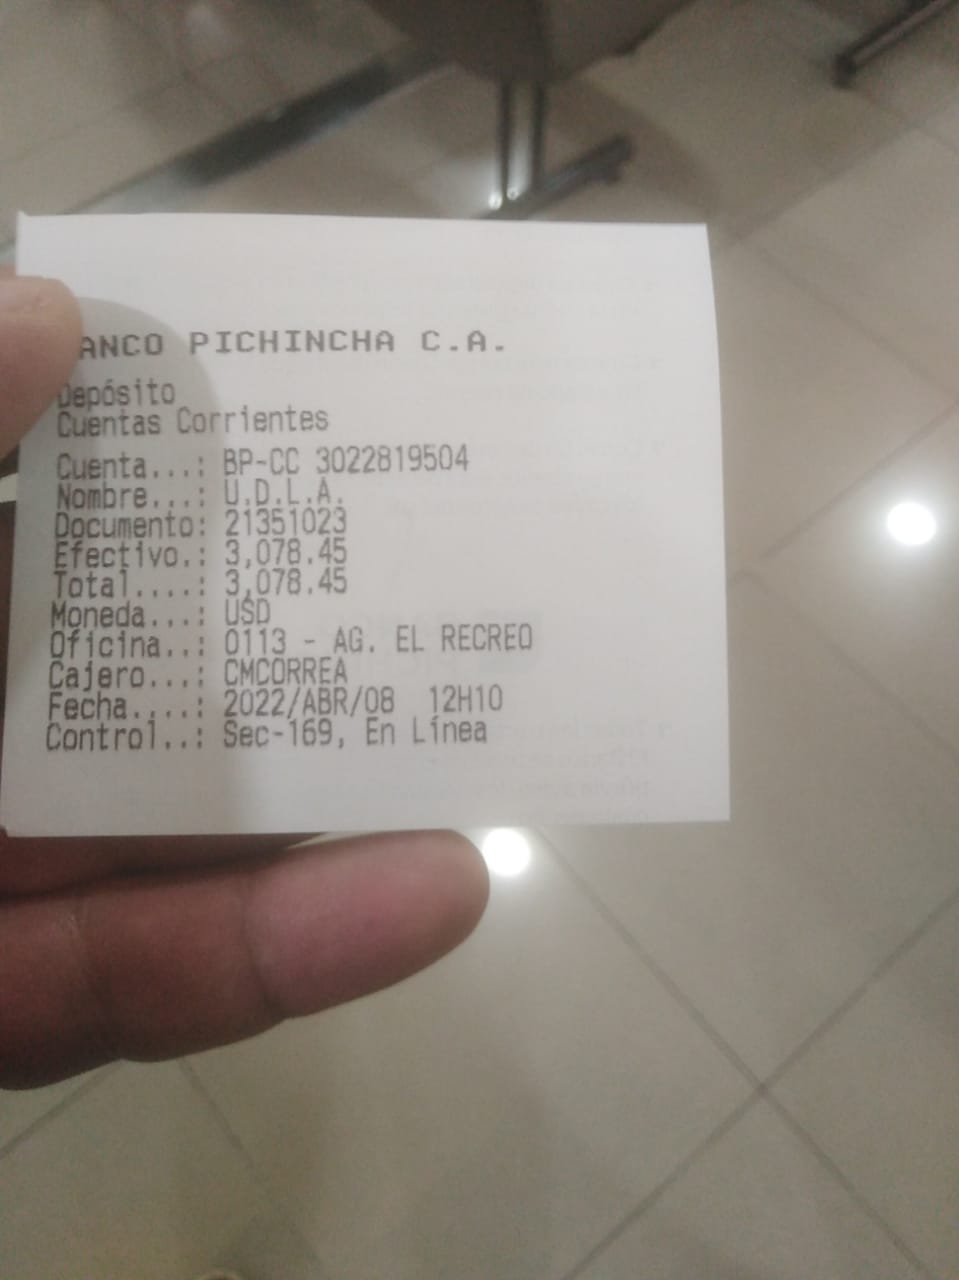 ANCO PICHINCHA C.A.
Depósito
Cuentas Corrientes
Cuenta...: BP-CC 3022819504
Nombre...: U.D.L.A.
Documento: 21351023
Efectivo.: 3,078.45
Total....: 3,078.45
Moneda...: USD
Oficina..: 0113 - AG. EL RECREO
Cajero...: CMCORREA
Fecha....: 2022/ABR/08 12H10
Control..: Sec-169, En Línea